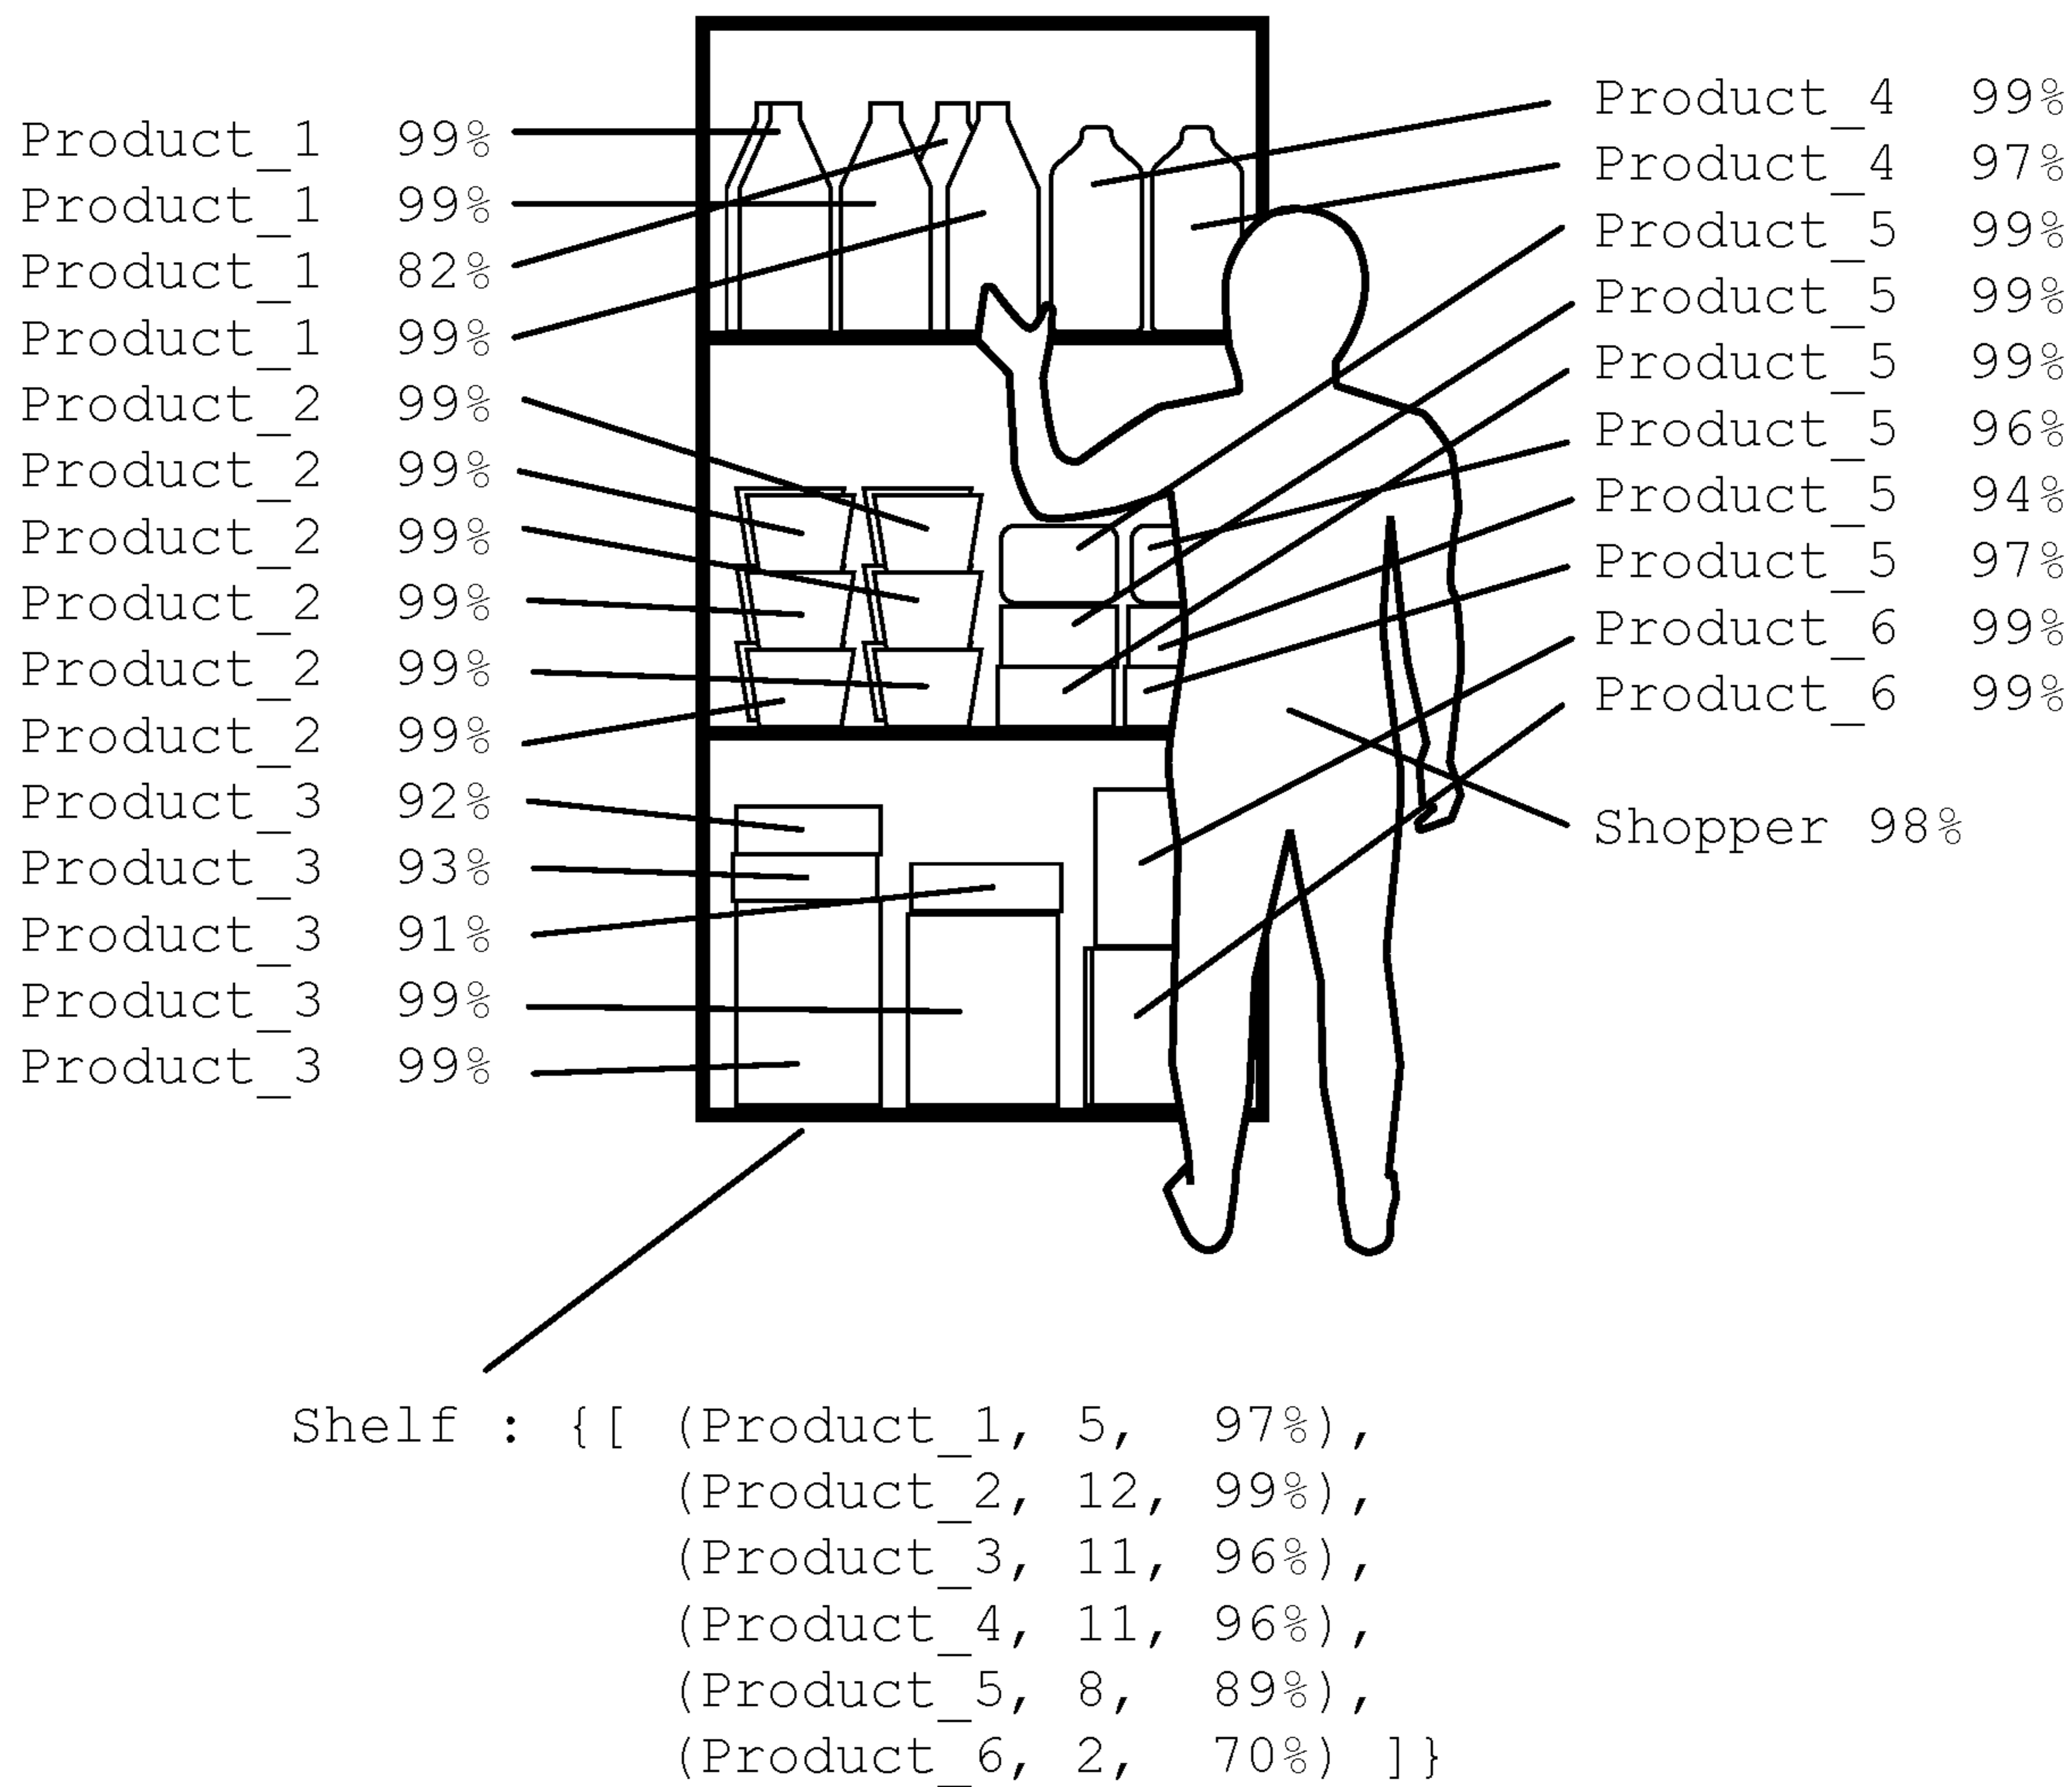 Product_1 99%
Product_1 99%
Product_1 82%
Product_1 99%
Product_2 99%
Product_2 99%
Product_2 99%
Product_2 99%
Product_2 99%
Product_2 99%
Product_3 92%
Product_3 93%
Product_3 91%
Product_3 99%
Product_3 99%
Product_4 99%
Product_4 97%
Product_5 99%
Product_5 99%
Product_5 99%
Product_5 96%
Product_5 94%
Product_5 97%
Product_6 99%
Product_6 99%
Shopper 98%
Shelf : {[ (Product_1, 5, 97%),
(Product_2, 12, 99%),
(Product_3, 11, 96%),
(Product_4, 11, 96%),
(Product_5, 8, 89%),
(Product_6, 2, 70%) ]}